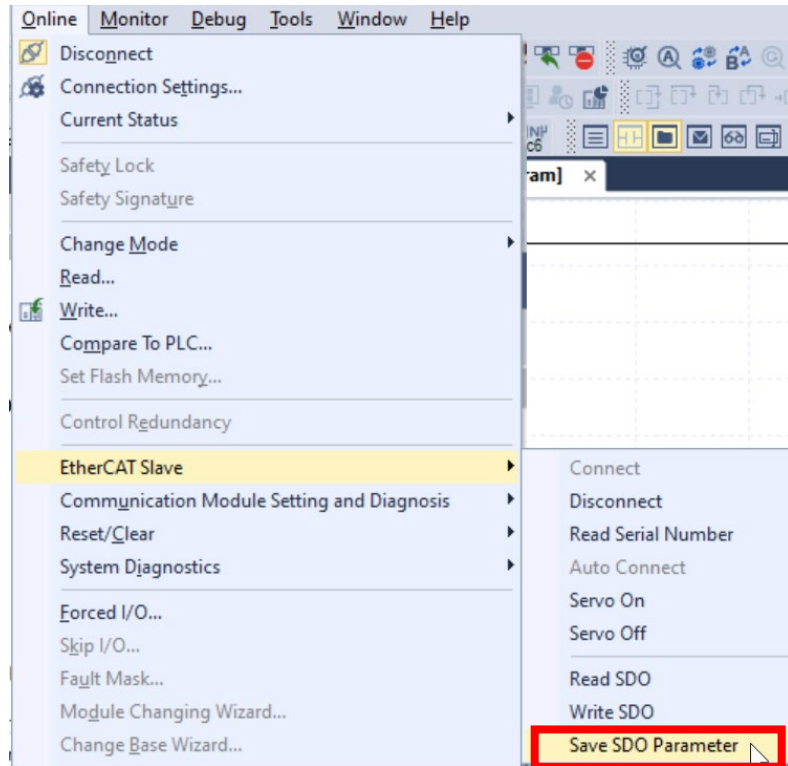 Online Monitor Debug Tools Window Help
Disconnect
Connection Settings...
Current Status
Safety Lock
Safety Signature
Change Mode
Read...
Write...
Compare To PLC...
Set Flash Memory...
Control Redundancy
EtherCAT Slave
Communication Module Setting and Diagnosis
Reset/Clear
System Diagnostics
Forced I/O...
Skip I/O...
Fault Mask...
Module Changing Wizard...
Change Base Wizard...
ram]
Connect
Disconnect
Read Serial Number
Auto Connect
Servo On
Servo Off
Read SDO
Write SDO
Save SDO Parameter